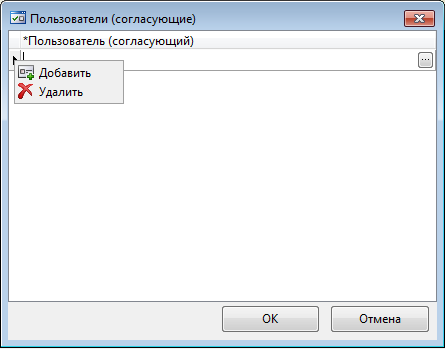 Пользователи (согласующие)
*Пользователь (согласующий)
...
Добавить
Удалить
OK
Отмена